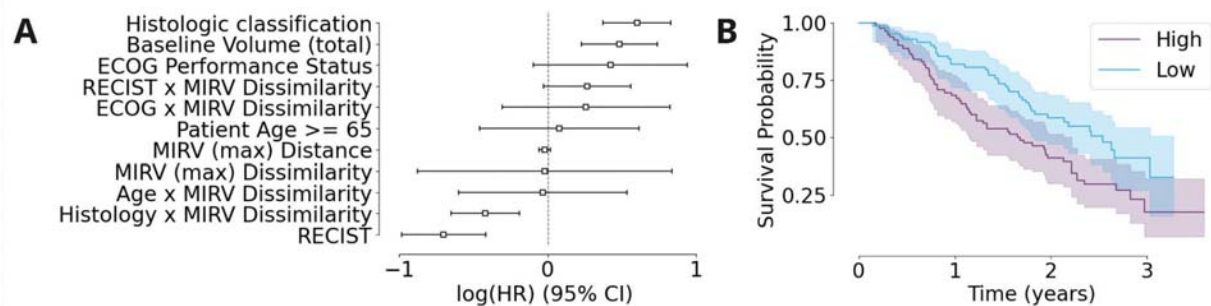 A
Histologic classification
Baseline Volume (total)
ECOG Performance Status
RECIST x MIRV Dissimilarity
ECOG x MIRV Dissimilarity
Patient Age >= 65
MIRV (max) Distance
MIRV (max) Dissimilarity
Age x MIRV Dissimilarity
Histology x MIRV Dissimilarity
RECIST
−1 0 1
log(HR) (95% CI)
B
1.00
0.75
0.50
0.25
Survival Probability
High
Low
0 1 2 3
Time (years)